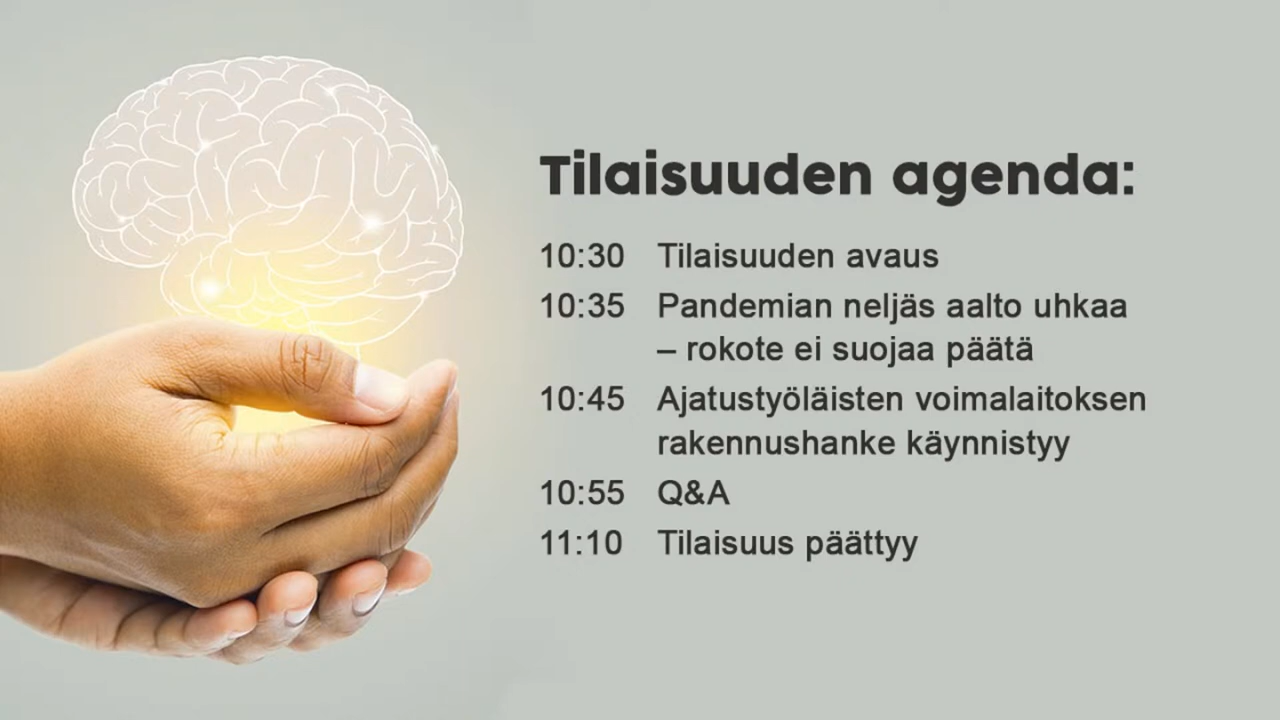 Tilaisuuden agenda:
10:30 Tilaisuuden avaus
10:35 Pandemian neljäs aalto uhkaa
– rokote ei suojaa päätä
10:45 Ajatustyöläisten voimalaitoksen
rakennushanke käynnistyy
10:55 Q&A
11:10 Tilaisuus päättyy